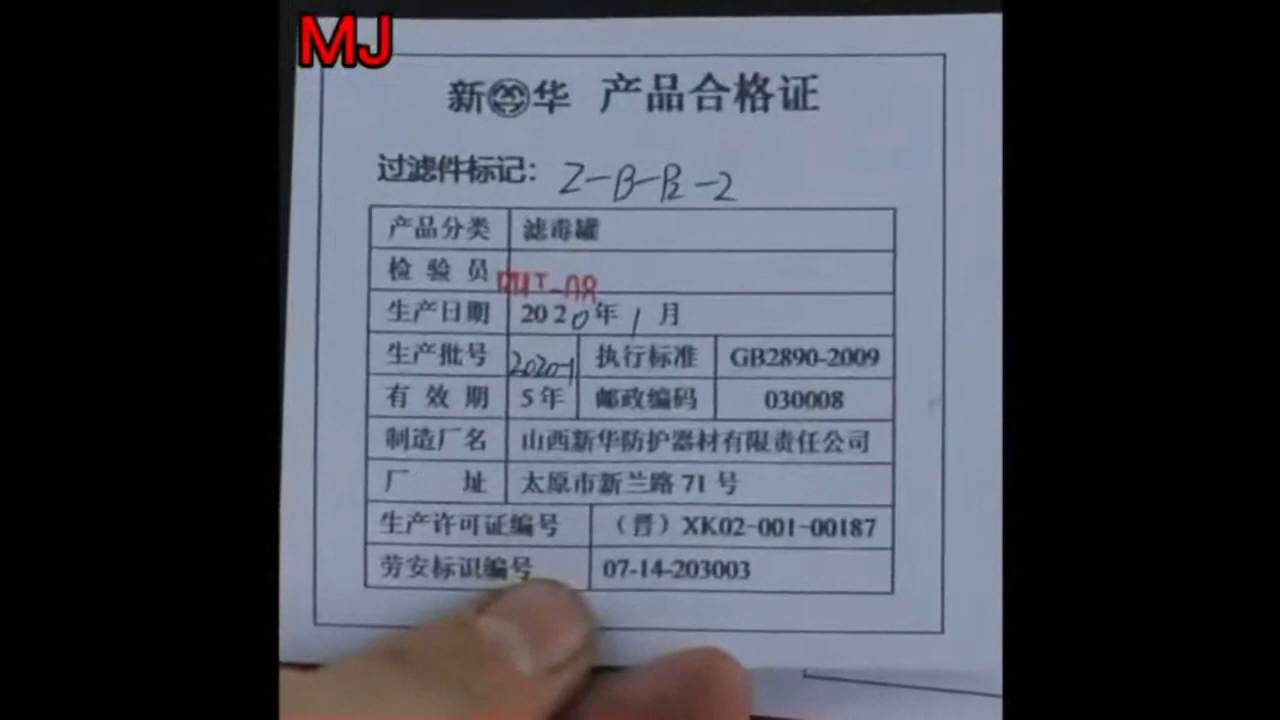 MJ
新华 产品合格证
过滤件标记: Z-B-P2-2
产品分类 滤毒罐
检验员
生产日期 2020年1月
生产批号 2020-1 执行标准 GB2890-2009
有效期 5年 邮政编码 030008
制造厂名 山西新华防护器材有限责任公司
厂址 太原市新兰路 71 号
生产许可证编号 (晋) XK02-001-00187
劳安标识编号 07-14-203003